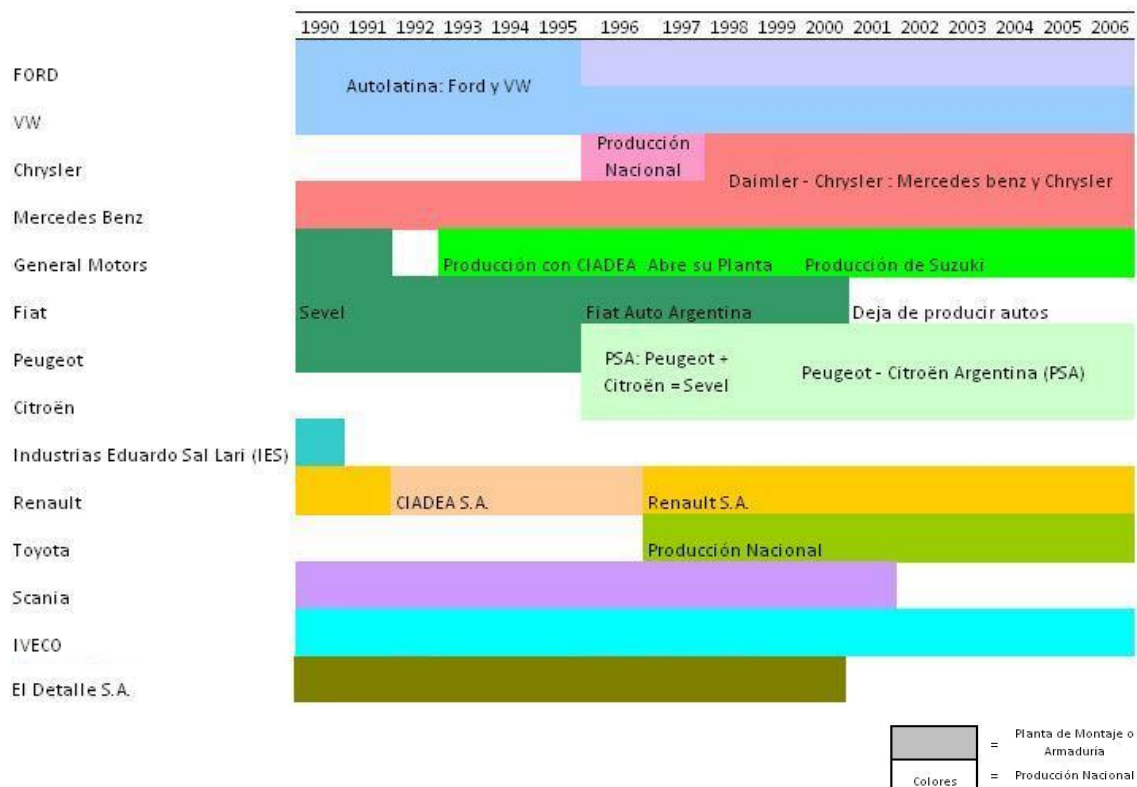 1990 1991 1992 1993 1994 1995 1996 1997 1998 1999 2000 2001 2002 2003 2004 2005 2006
FORD
Autolatina: Ford y VW
VW
Producción
Nacional
Chrysler
Daimler - Chrysler : Mercedes benz y Chrysler
Mercedes Benz
General Motors
Producción con CIADEA Abre su Planta Producción de Suzuki
Fiat
Sevel
Fiat Auto Argentina
Deja de producir autos
Peugeot
PSA: Peugeot +
Citroën = Sevel
Peugeot - Citroën Argentina (PSA)
Citroën
Industrias Eduardo Sal Lari (IES)
Renault
CIADEA S.A.
Renault S.A.
Toyota
Producción Nacional
Scania
IVECO
El Detalle S.A.
= Planta de Montaje o
Armaduría
Colores = Producción Nacional